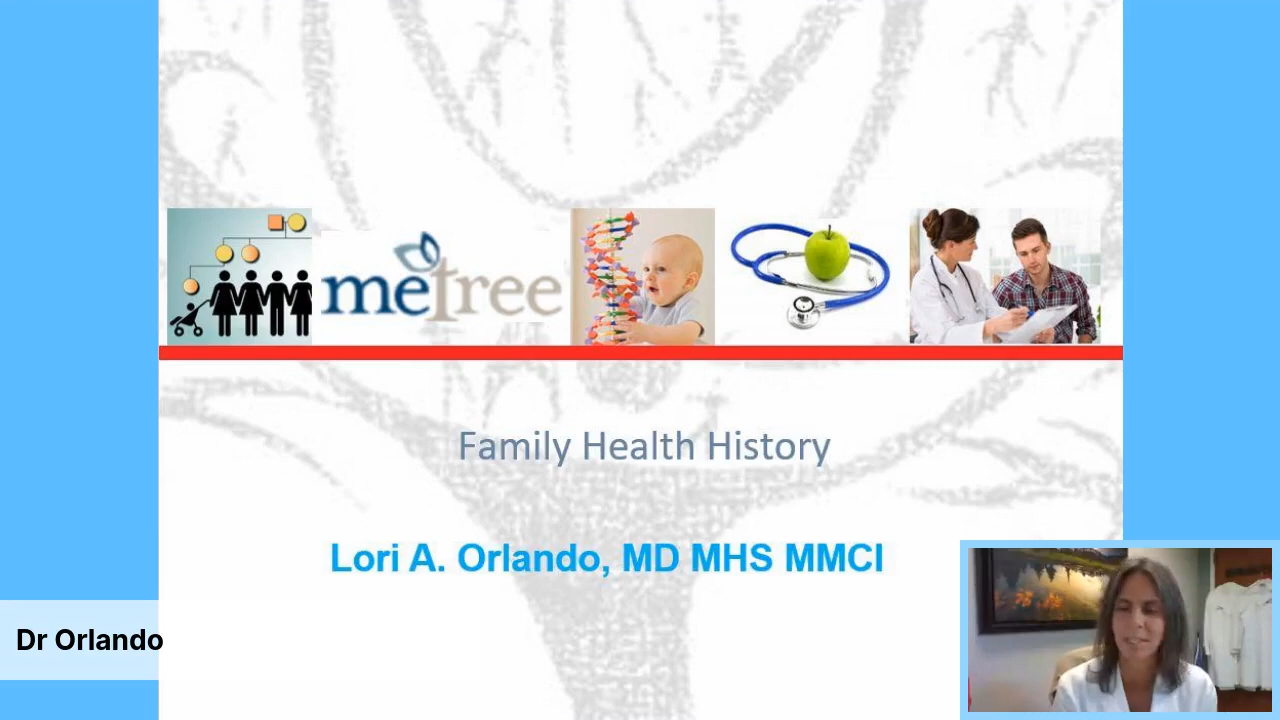 metree
Family Health History
Lori A. Orlando, MD MHS MMCI
Dr Orlando